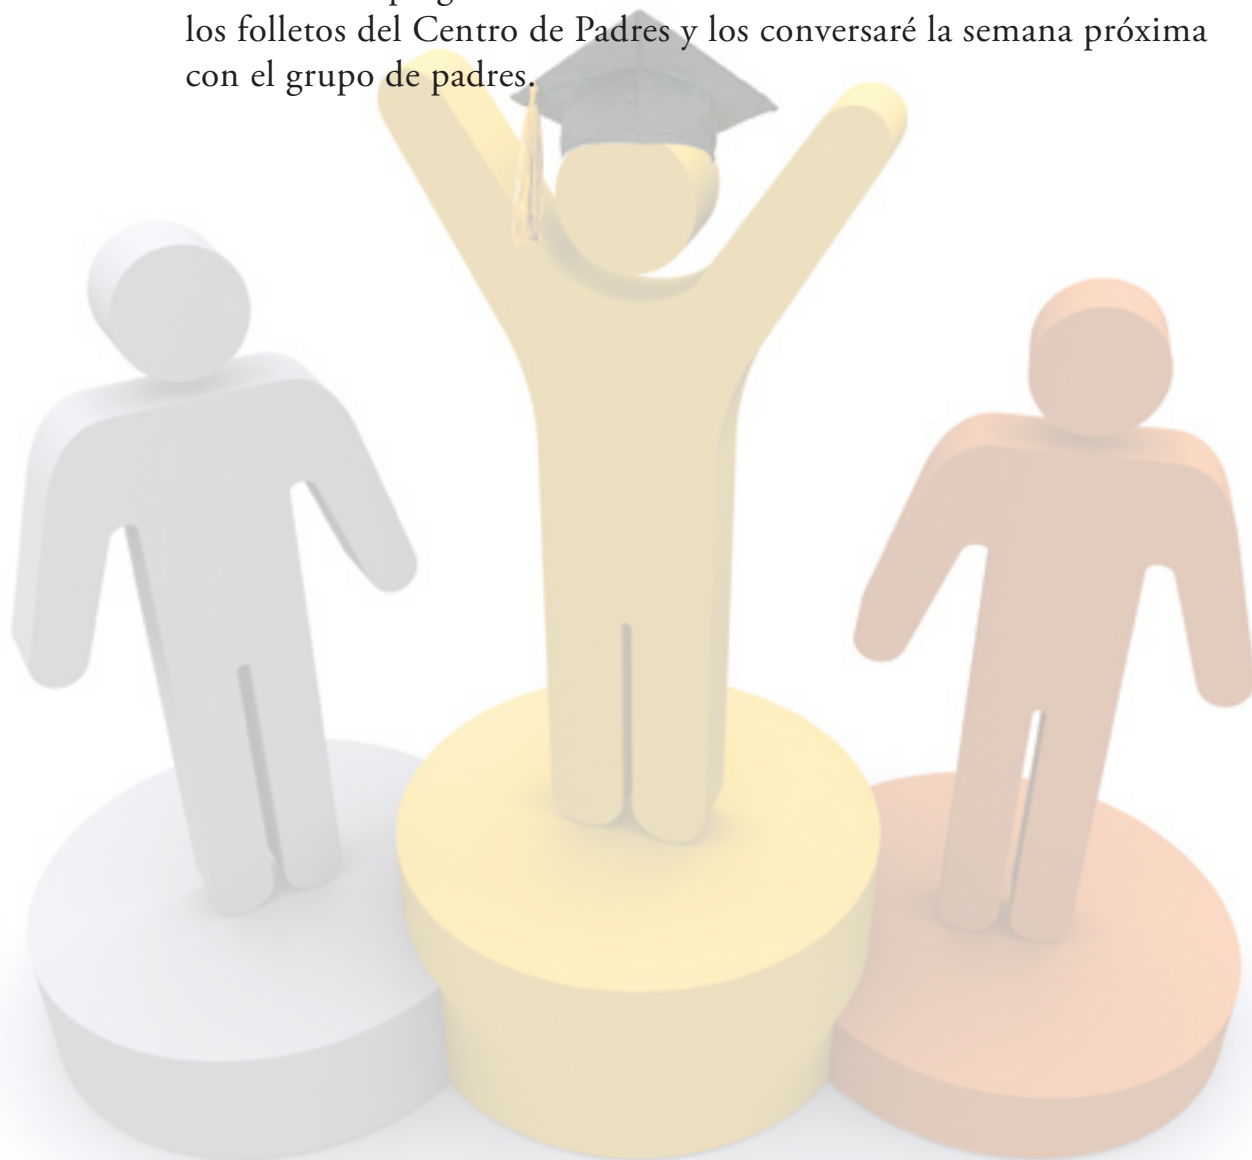 los folletos del Centro de Padres y los conversaré la semana próxima
con el grupo de padres.